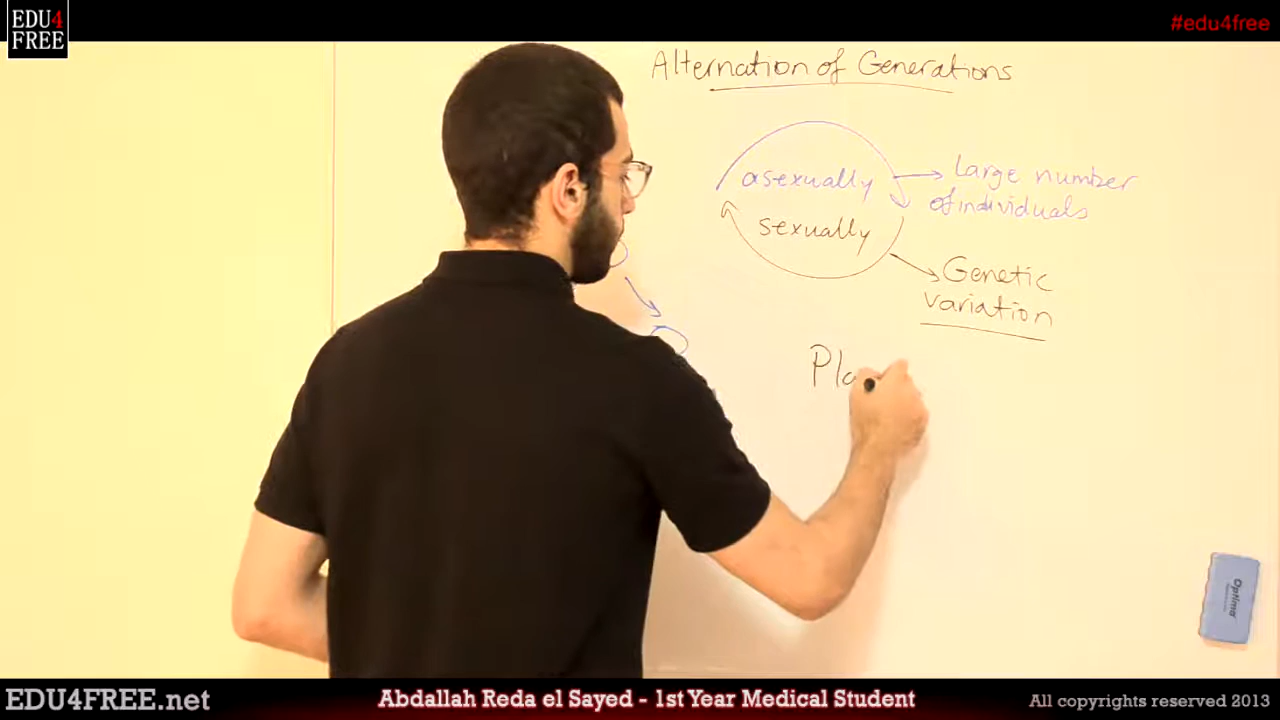 EDU4
FREE
#edu4free
Alternation of Generations
asexually
large number
of individuals
sexually
Genetic
variation
Optima
EDU4FREE.net
Abdallah Reda el Sayed - 1st Year Medical Student
All copyrights reserved 2013